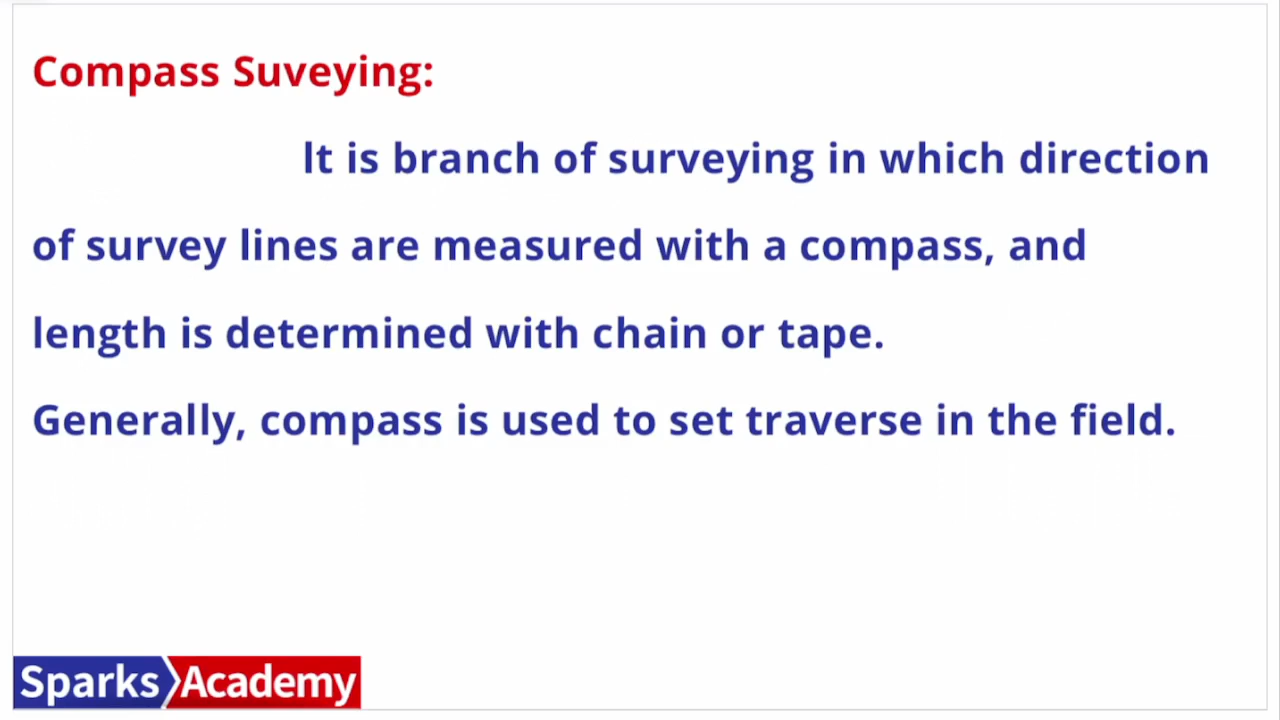 Compass Suveying:
It is branch of surveying in which direction
of survey lines are measured with a compass, and
length is determined with chain or tape.
Generally, compass is used to set traverse in the field.
Sparks Academy